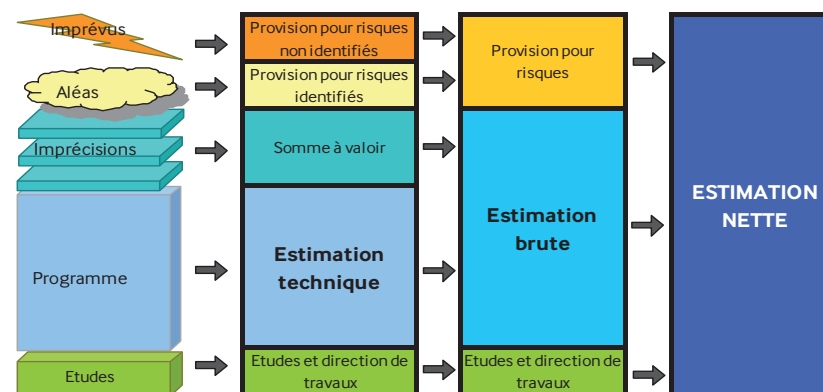 Imprévus
Aléas
Imprécisions
Programme
Etudes
Provision pour risques
non identifiés
Provision pour risques
identifiés
Somme à valoir
Estimation
technique
Etudes et direction de
travaux
Provision pour
risques
Estimation
brute
Etudes et direction de
travaux
ESTIMATION
NETTE